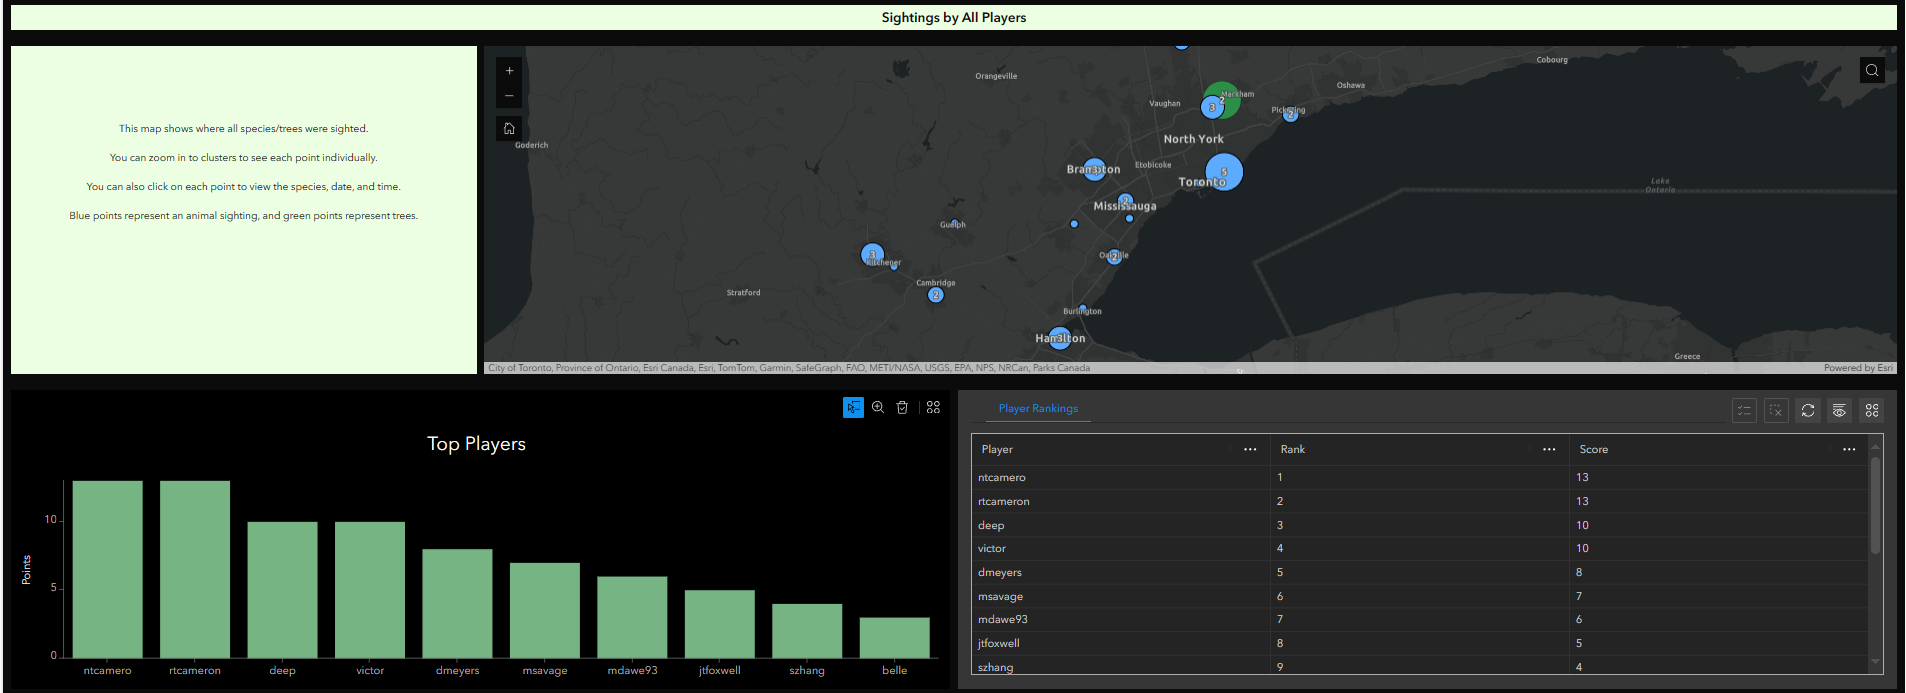 Sightings by All Players
This map shows where all species/trees were sighted.
You can zoom in to clusters to see each point individually.
You can also click on each point to view the species, date, and time.
Blue points represent an animal sighting, and green points represent trees.
+
−
Cobourg
Orangeville
Oshawa
Markham
2
Vaughan
3
Pickering
2
North York
Goderich
Etobicoke
Brampton
3
5
Toronto
Lake
Ontario
2
Mississauga
Guelph
3
Kitchener
Oakville
2
Cambridge
2
Stratford
Burlington
Hamilton
3
Greece
City of Toronto, Province of Ontario, Esri Canada, Esri, TomTom, Garmin, SafeGraph, FAO, METI/NASA, USGS, EPA, NPS, NRCan, Parks Canada
Powered by Esri
Top Players
Points
10
5
0
ntcamero rtcameron deep victor dmeyers msavage mdawe93 jtfoxwell szhang belle
Player Rankings
Player Rank Score
ntcamero 1 13
rtcameron 2 13
deep 3 10
victor 4 10
dmeyers 5 8
msavage 6 7
mdawe93 7 6
jtfoxwell 8 5
szhang 9 4